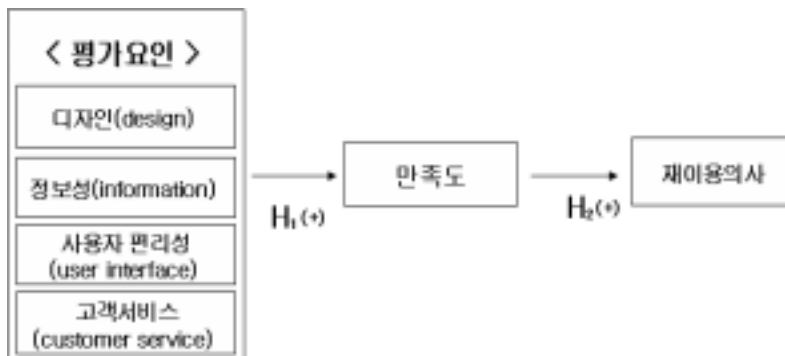 < 평가요인 >
디자인(design)
정보성(information)
사용자 편리성
(user interface)
고객서비스
(customer service)
H₁(+)
만족도
H₂(+)
재이용의사